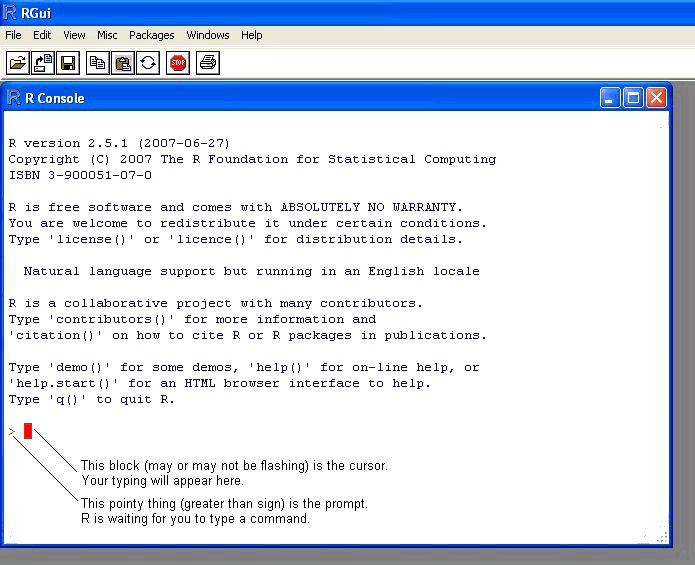 RGui
File Edit View Misc Packages Windows Help
STOP
R Console
R version 2.5.1 (2007-06-27)
Copyright (C) 2007 The R Foundation for Statistical Computing
ISBN 3-900051-07-0
R is free software and comes with ABSOLUTELY NO WARRANTY.
You are welcome to redistribute it under certain conditions.
Type 'license()' or 'licence()' for distribution details.
Natural language support but running in an English locale
R is a collaborative project with many contributors.
Type 'contributors()' for more information and
'citation()' on how to cite R or R packages in publications.
Type 'demo()' for some demos, 'help()' for on-line help, or
'help.start()' for an HTML browser interface to help.
Type 'q()' to quit R.
>
This block (may or may not be flashing) is the cursor.
Your typing will appear here.
This pointy thing (greater than sign) is the prompt.
R is waiting for you to type a command.